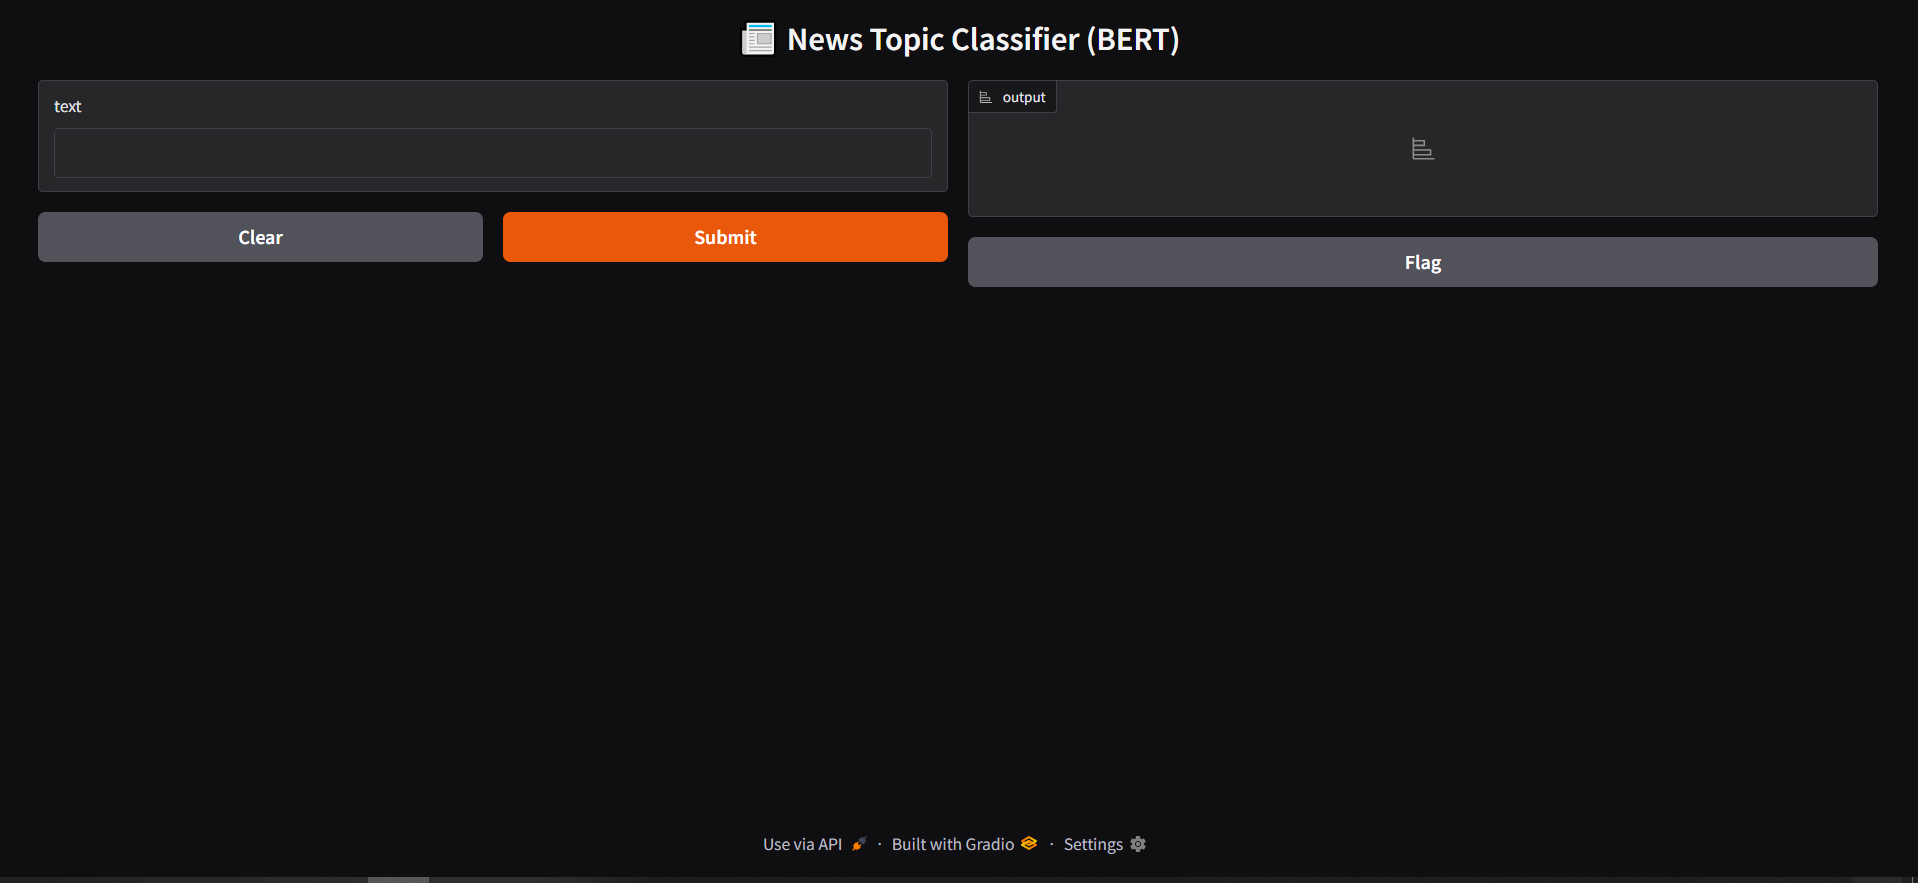 News Topic Classifier (BERT)
text
output
Clear
Submit
Flag
Use via API · Built with Gradio · Settings